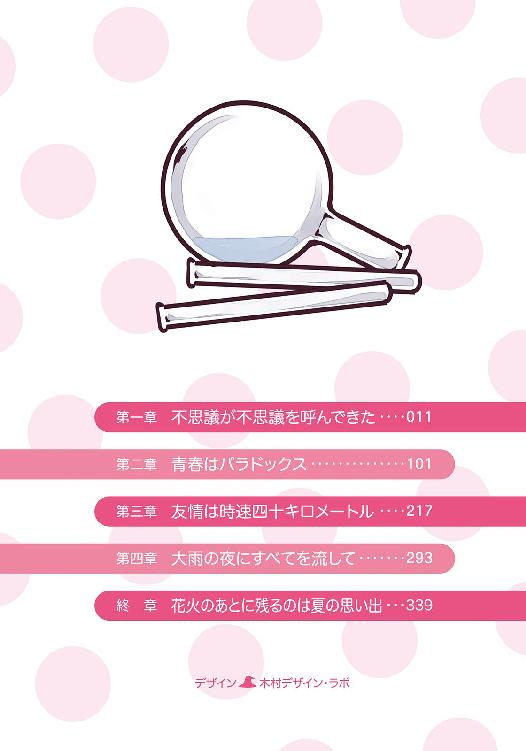 第一章 不思議が不思議を呼んできた‥‥011
第二章 青春はパラドックス‥‥‥‥‥‥‥101
第三章 友情は時速四十キロメートル‥‥217
第四章 大雨の夜にすべてを流して‥‥‥293
終 章 花火のあとに残るのは夏の思い出‥‥339
デザイン 木村デザイン・ラボ